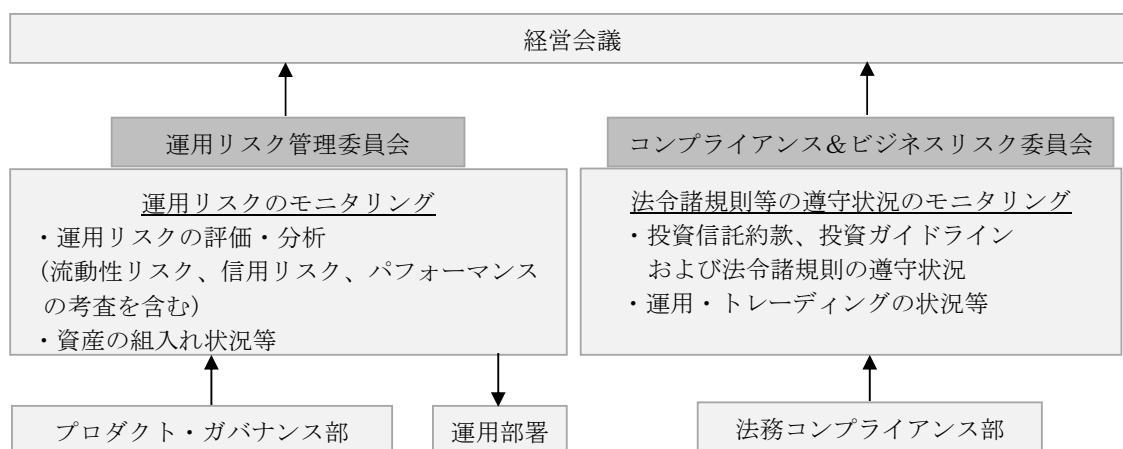 経営会議
運用リスク管理委員会
運用リスクのモニタリング
・運用リスクの評価・分析
(流動性リスク、信用リスク、パフォーマンス
の考査を含む)
・資産の組入れ状況等
プロダクト・ガバナンス部
運用部署
コンプライアンス&ビジネスリスク委員会
法令諸規則等の遵守状況のモニタリング
・投資信託約款、投資ガイドライン
および法令諸規則の遵守状況
・運用・トレーディングの状況等
法務コンプライアンス部